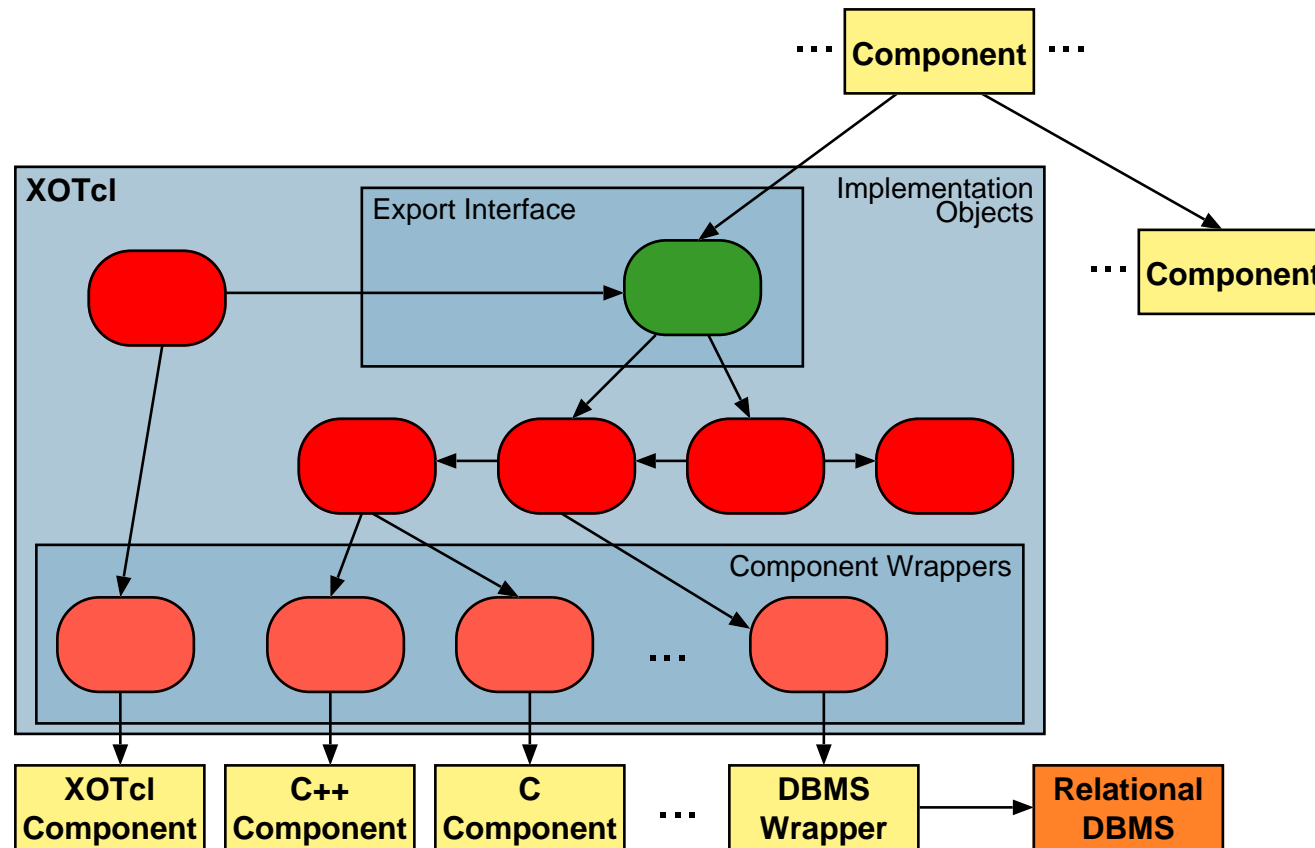 ... Component ...
XOTcl
Export Interface
Implementation
Objects
... Component
Component Wrappers
...
XOTcl
Component
C++
Component
C
Component
...
DBMS
Wrapper
Relational
DBMS